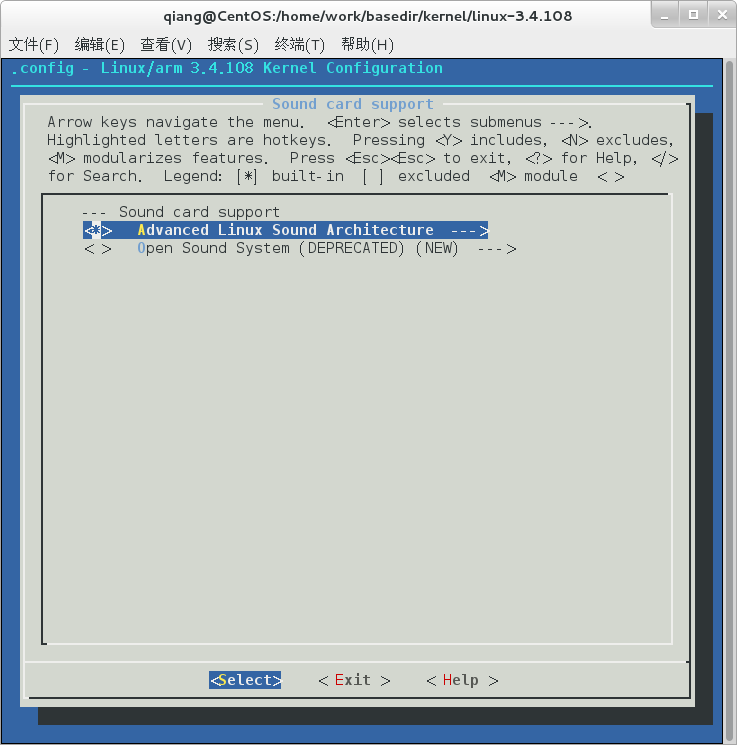 qiang@CentOS:/home/work/basedir/kernel/linux-3.4.108
文件(F) 编辑(E) 查看(V) 搜索(S) 终端(T) 帮助(H)
.config - Linux/arm 3.4.108 Kernel Configuration
Sound card support
Arrow keys navigate the menu. <Enter> selects submenus --->.
Highlighted letters are hotkeys. Pressing <Y> includes, <N> excludes,
<M> modularizes features. Press <Esc><Esc> to exit, <?> for Help, </>
for Search. Legend: [*] built-in [ ] excluded <M> module < >
--- Sound card support
<*> Advanced Linux Sound Architecture --->
< > Open Sound System (DEPRECATED) (NEW) --->
<Select> < Exit > < Help >